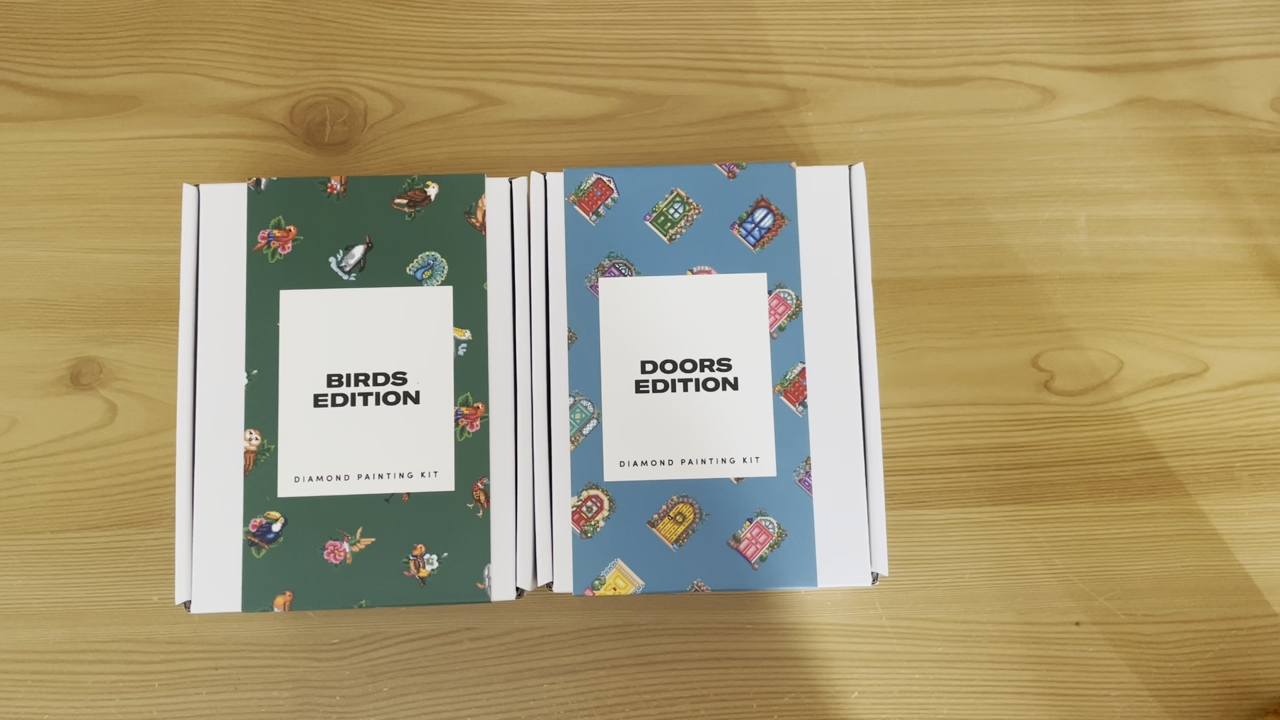 BIRDS
EDITION
DIAMOND PAINTING KIT
DOORS
EDITION
DIAMOND PAINTING KIT